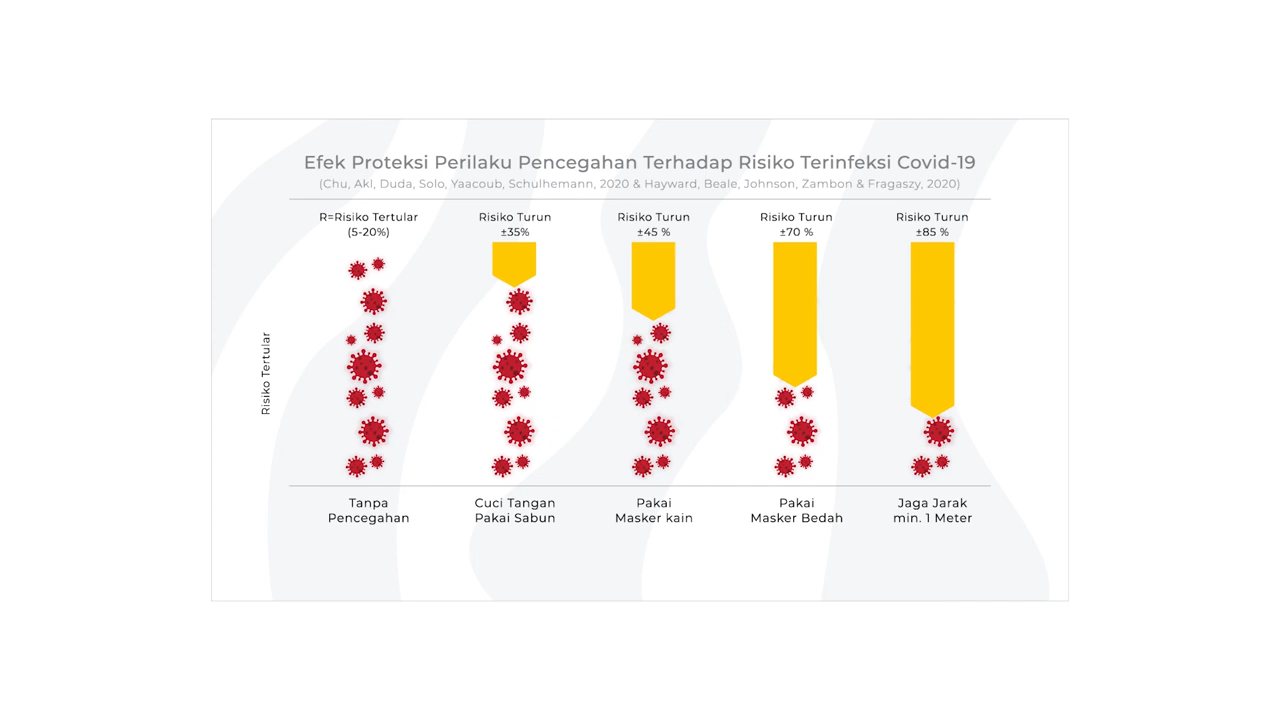 Efek Proteksi Perilaku Pencegahan Terhadap Risiko Terinfeksi Covid-19
(Chu, Akl, Duda, Solo, Yaacoub, Schulhemann, 2020 & Hayward, Beale, Johnson, Zambon & Fragaszy, 2020)
R=Risiko Tertular
(5-20%)
Risiko Turun
±35%
Risiko Turun
±45 %
Risiko Turun
±70 %
Risiko Turun
±85 %
Risiko Tertular
Tanpa
Pencegahan
Cuci Tangan
Pakai Sabun
Pakai
Masker kain
Pakai
Masker Bedah
Jaga Jarak
min. 1 Meter